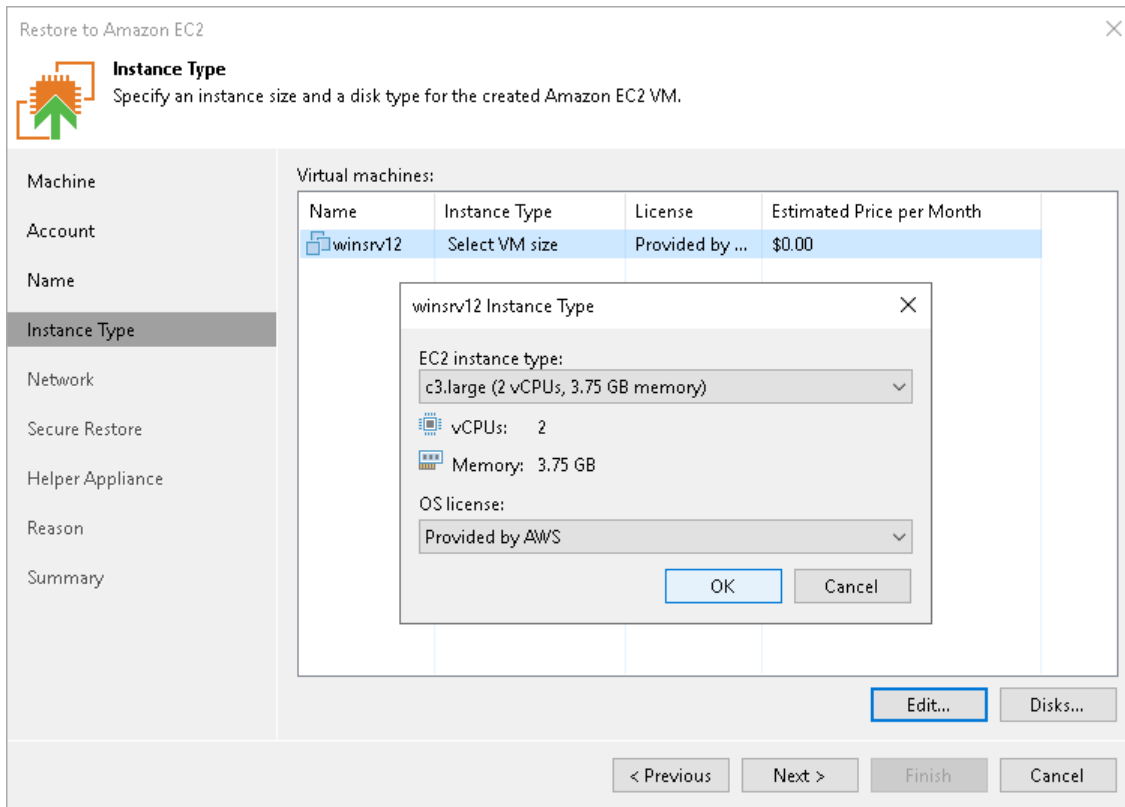 Restore to Amazon EC2
Instance Type
Specify an instance size and a disk type for the created Amazon EC2 VM.
Machine
Account
Name
Instance Type
Network
Secure Restore
Helper Appliance
Reason
Summary
Virtual machines:
Name Instance Type License Estimated Price per Month
winsrv12 Select VM size Provided by ... $0.00
winsrv12 Instance Type
EC2 instance type:
c3.large (2 vCPUs, 3.75 GB memory)
vCPUs: 2
Memory: 3.75 GB
OS license:
Provided by AWS
OK Cancel
Edit... Disks...
< Previous Next > Finish Cancel